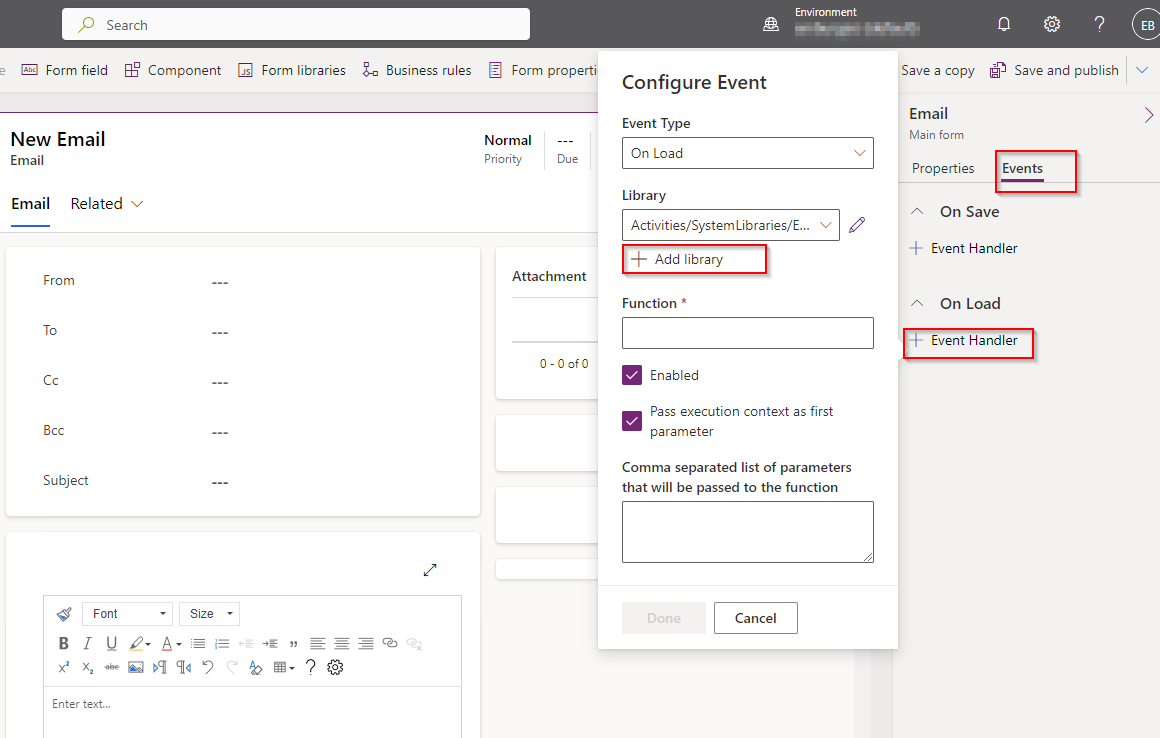 Search
Environment
EB
e
Form field
Component
Form libraries
Business rules
Form properti
Save a copy
Save and publish
New Email
Email
Normal
Priority
---
Due
Email
Related
From
---
To
---
Cc
---
Bcc
---
Subject
---
Attachment
0 - 0 of 0
Font
Size
Enter text...
Configure Event
Event Type
On Load
Library
Activities/SystemLibraries/E...
Add library
Function *
Enabled
Pass execution context as first
parameter
Comma separated list of parameters
that will be passed to the function
Done
Cancel
Email
Main form
Properties
Events
On Save
Event Handler
On Load
Event Handler